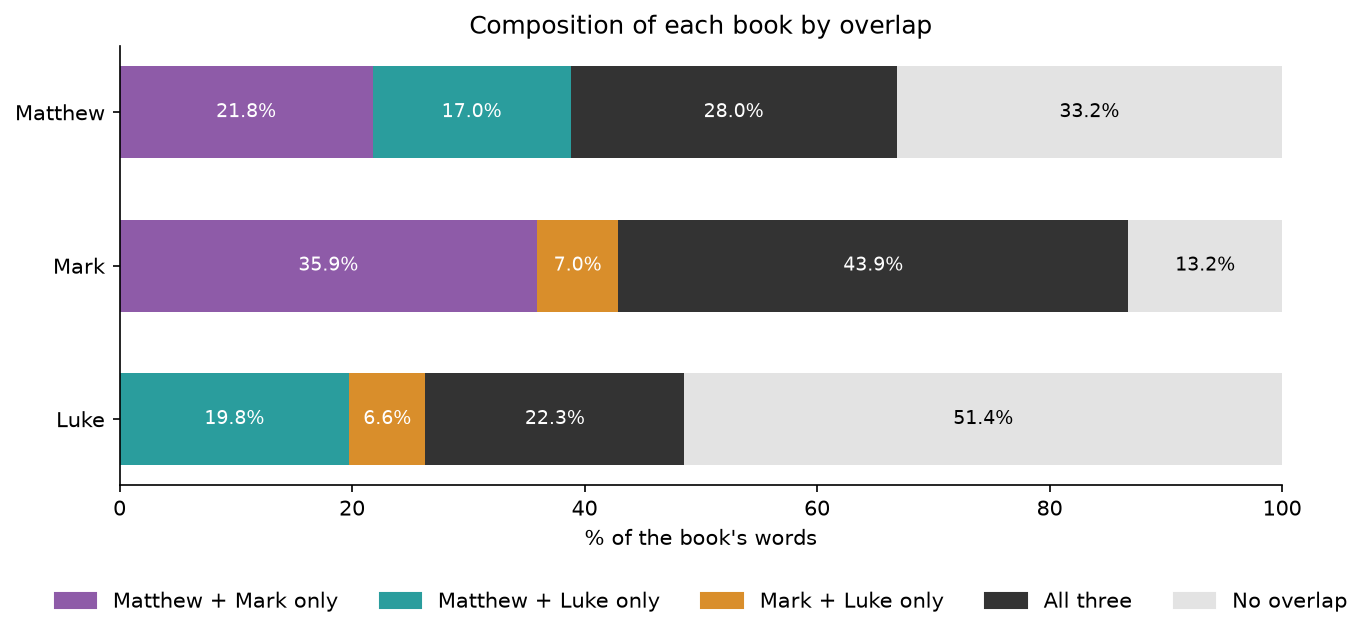 Composition of each book by overlap
Matthew
21.8%
17.0%
28.0%
33.2%
Mark
35.9%
7.0%
43.9%
13.2%
Luke
19.8%
6.6%
22.3%
51.4%
0 20 40 60 80 100
% of the book's words
Matthew + Mark only
Matthew + Luke only
Mark + Luke only
All three
No overlap